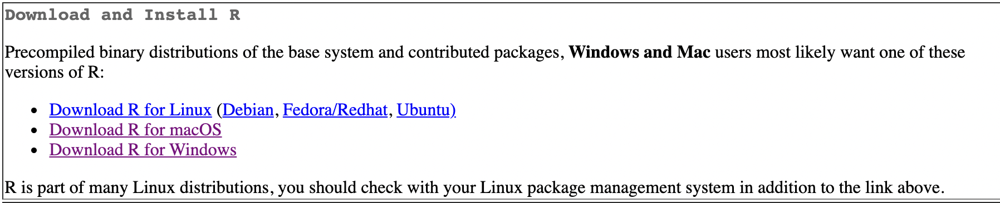 Download and Install R
Precompiled binary distributions of the base system and contributed packages, Windows and Mac users most likely want one of these
versions of R:
• Download R for Linux (Debian, Fedora/Redhat, Ubuntu)
• Download R for macOS
• Download R for Windows
R is part of many Linux distributions, you should check with your Linux package management system in addition to the link above.